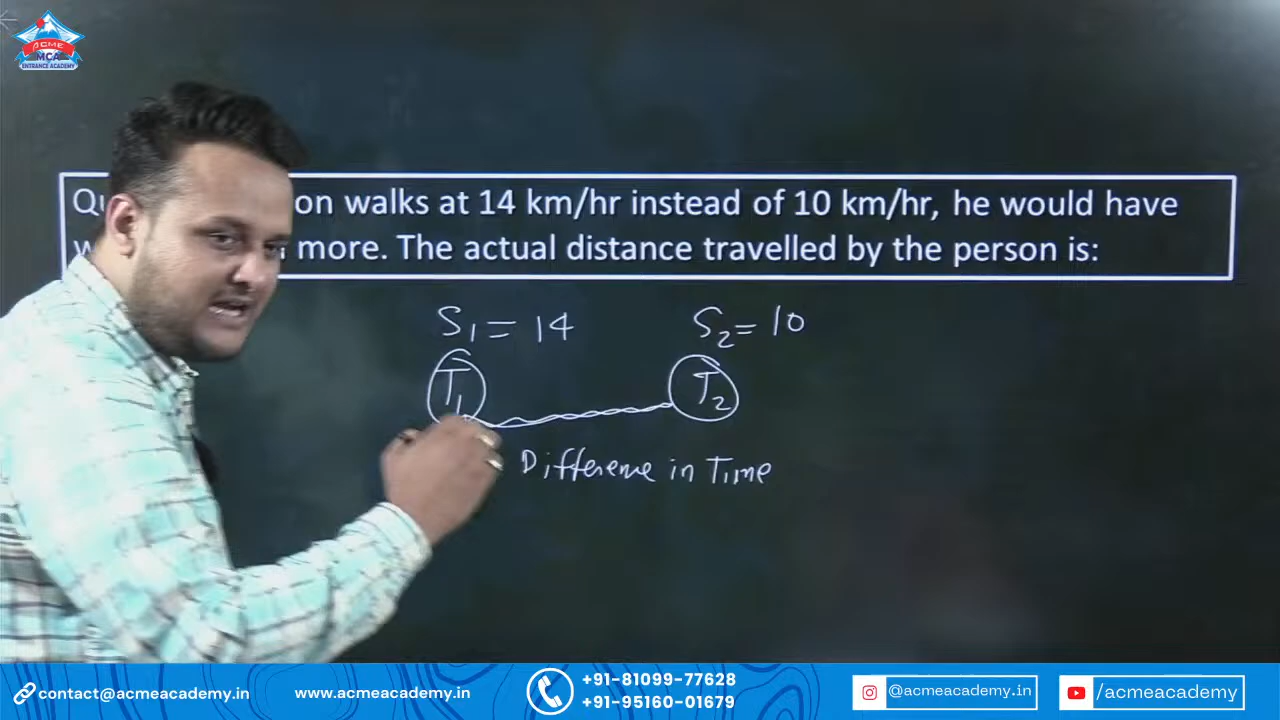 ACME
MCA
ENTRANCE ACADEMY
on walks at 14 km/hr instead of 10 km/hr, he would have
more. The actual distance travelled by the person is:
S₁ = 14 S₂ = 10
T₁ T₂
Difference in Time
contact@acmeacademy.in www.acmeacademy.in +91-81099-77628 @acmeacademy.in /acmeacademy
+91-95160-01679